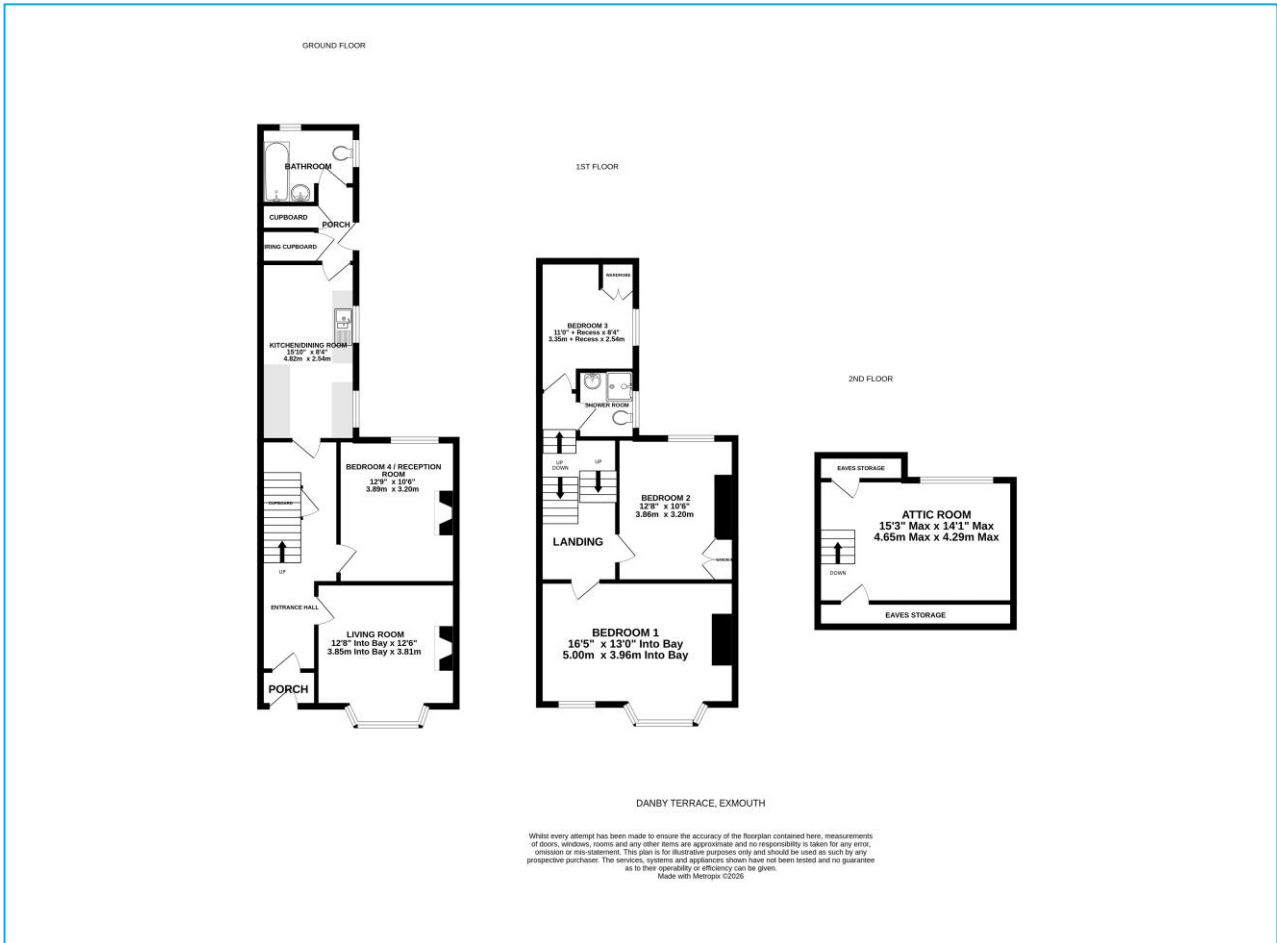 GROUND FLOOR
BATHROOM
CUPBOARD
PORCH
IRING CUPBOARD
KITCHEN/DINING ROOM
15'10" x 8'4"
4.82m x 2.54m
BEDROOM 4 / RECEPTION
ROOM
12'9" x 10'6"
3.89m x 3.20m
CUPBOARD
UP
ENTRANCE HALL
LIVING ROOM
12'8" Into Bay x 12'6"
3.85m Into Bay x 3.81m
PORCH
1ST FLOOR
WARDROBE
BEDROOM 3
11'0" + Recess x 8'4"
3.35m + Recess x 2.54m
SHOWER ROOM
UP
DOWN
UP
BEDROOM 2
12'8" x 10'6"
3.86m x 3.20m
LANDING
BEDROOM 1
16'5" x 13'0" Into Bay
5.00m x 3.96m Into Bay
2ND FLOOR
EAVES STORAGE
ATTIC ROOM
15'3" Max x 14'1" Max
4.65m Max x 4.29m Max
DOWN
EAVES STORAGE
DANBY TERRACE, EXMOUTH
Whilst every attempt has been made to ensure the accuracy of the floorplan contained here, measurements
of doors, windows, rooms and any other items are approximate and no responsibility is taken for any error,
omission or mis-statement. This plan is for illustrative purposes only and should be used as such by any
prospective purchaser. The services, systems and appliances shown have not been tested and no guarantee
as to their operability or efficiency can be given.
Made with Metropix ©2026